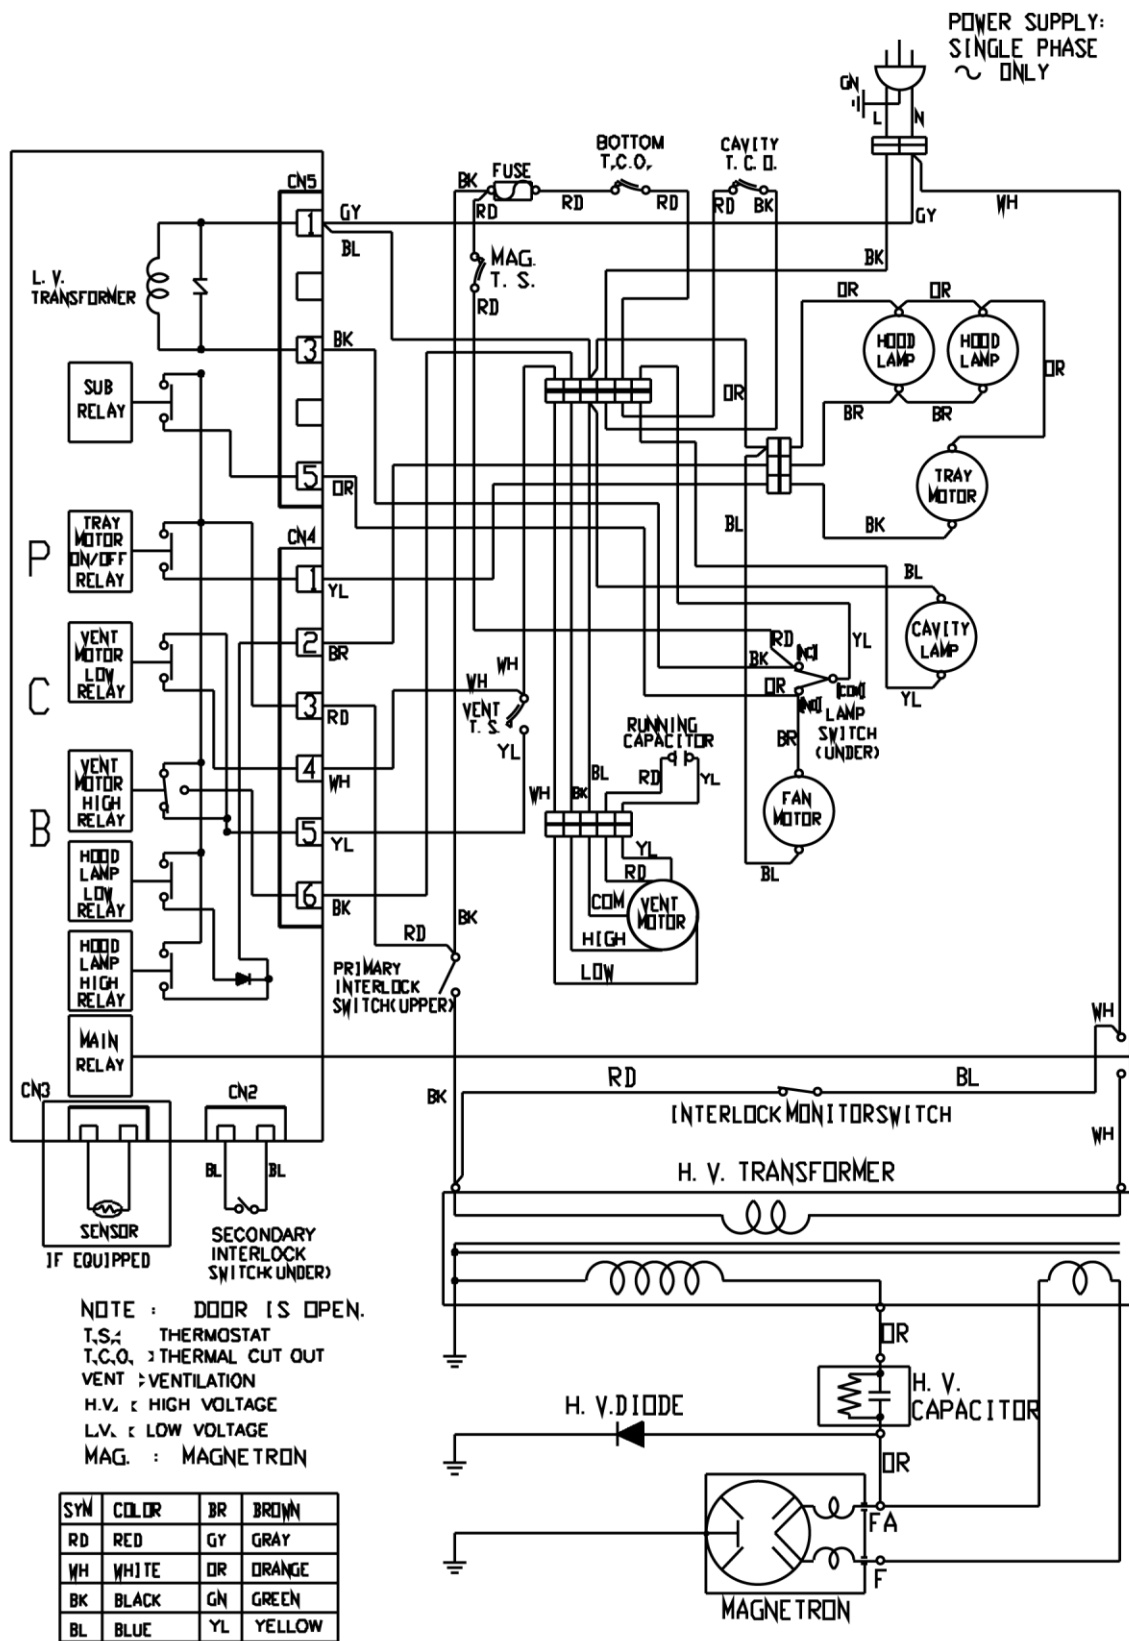 POWER SUPPLY:
SINGLE PHASE
~ ONLY
GN
L
N
BOTTOM
T.C.O.
CAVITY
T. C. O.
FUSE
BK
RD
RD
RD
RD
BK
WH
CN5
1
GY
GY
BL
BK
MAG.
T. S.
RD
L. V.
TRANSFORMER
OR
OR
HOOD
LAMP
HOOD
LAMP
3
BK
OR
SUB
RELAY
OR
BR
BR
5
OR
TRAY
MOTOR
BK
TRAY
MOTOR
ON/OFF
RELAY
P
CN4
BL
1
YL
BL
VENT
MOTOR
LOW
RELAY
2
BR
CAVITY
LAMP
RD
[NC]
YL
BK
C
WH
WH
OR
[COM]
YL
3
RD
VENT
T. S.
[NO]
LAMP
SWITCH
(UNDER)
RUNNING
CAPACITOR
YL
BR
VENT
MOTOR
HIGH
RELAY
4
WH
BL
RD
YL
WH
BK
FAN
MOTOR
B
5
YL
YL
BL
HOOD
LAMP
LOW
RELAY
RD
6
BK
COM
VENT
MOTOR
BK
HIGH
RD
LOW
HOOD
LAMP
HIGH
RELAY
PRIMARY
INTERLOCK
SWITCH(UPPER)
WH
MAIN
RELAY
RD
BL
CN3
CN2
BK
INTERLOCK MONITOR SWITCH
WH
BL
BL
H. V. TRANSFORMER
SENSOR
IF EQUIPPED
SECONDARY
INTERLOCK
SWITCH(UNDER)
NOTE : DOOR IS OPEN.
T.S. : THERMOSTAT
T.C.O. : THERMAL CUT OUT
VENT : VENTILATION
H.V. : HIGH VOLTAGE
L.V. : LOW VOLTAGE
MAG. : MAGNETRON
OR
H. V.
CAPACITOR
H. V.DIODE
OR
FA
F
MAGNETRON
SYM COLOR BR BROWN
RD RED GY GRAY
WH WHITE OR ORANGE
BK BLACK GN GREEN
BL BLUE YL YELLOW